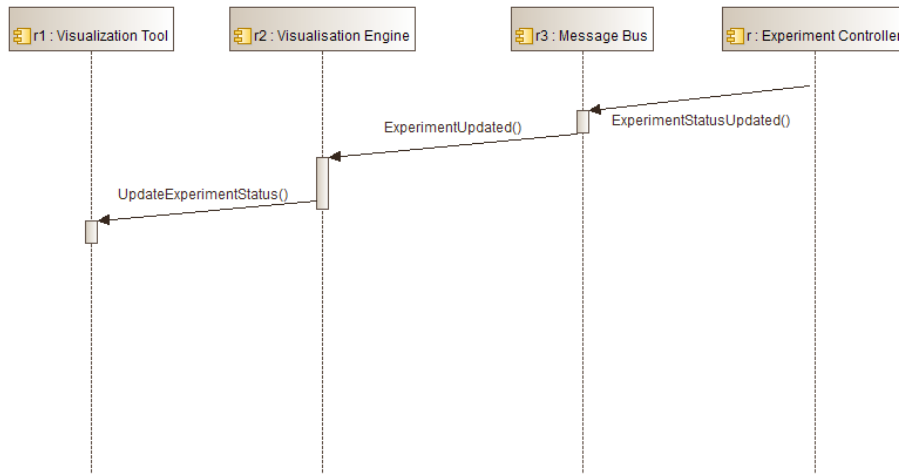 r1 : Visualization Tool
r2 : Visualisation Engine
r3 : Message Bus
r : Experiment Controller
ExperimentStatusUpdated()
ExperimentUpdated()
UpdateExperimentStatus()